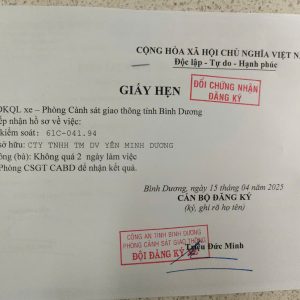 CỘNG HÒA XÃ HỘI CHỦ NGHĨA VIỆT
Độc lập - Tự do - Hạnh phúc
GIẤY HẸN
ĐỔI CHỨNG NHẬN
ĐĂNG KÝ
ĐKQL xe – Phòng Cảnh sát giao thông tỉnh Bình Dương
ếp nhận hồ sơ về việc:
kiểm soát: 61C-041.94
sở hữu: CTY TNHH TM DV YẾN MINH DƯƠNG
ông (bà): Không quá 2 ngày làm việc
Phòng CSGT CABD để nhận kết quả.
Bình Dương, ngày 15 tháng 04 năm 2025
CÁN BỘ ĐĂNG KÝ
(ký, ghi rõ họ tên)
CÔNG AN TỈNH BÌNH DƯƠNG
PHÒNG CẢNH SÁT GIAO THÔNG
ĐỘI ĐĂNG KÝ
Đức Minh